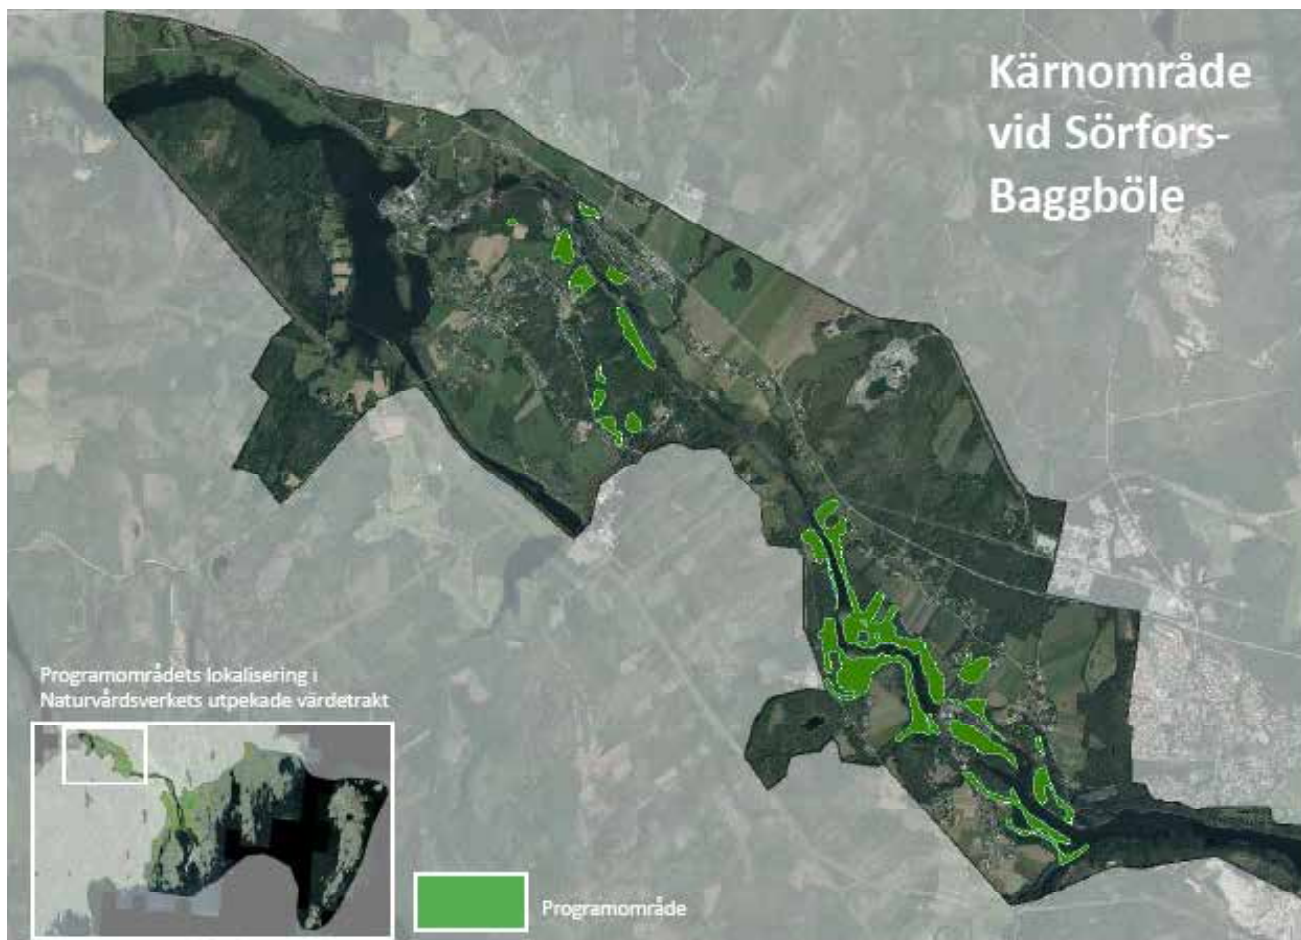 Kärnområde
vid Sörfors-
Baggböle
Programområdets lokalisering i
Naturvårdsverkets utpekade värdetrakt
Programområde